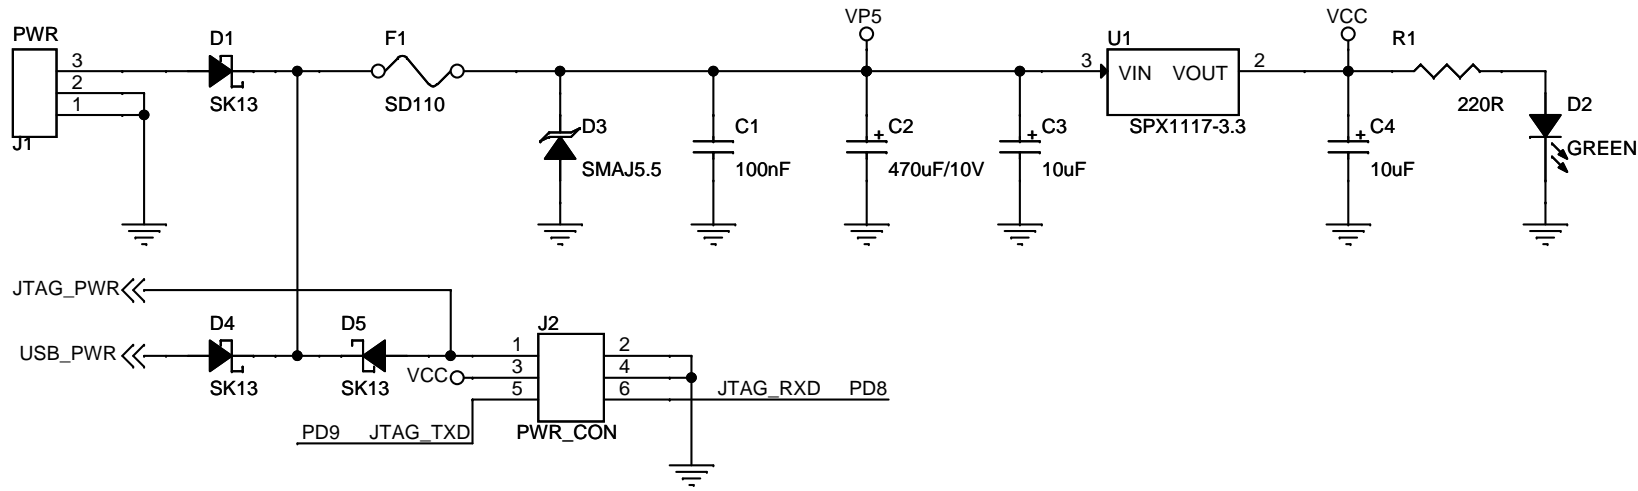 PWR
J1
3
2
1
D1
SK13
F1
SD110
D3
SMAJ5.5
C1
100nF
VP5
C2
470uF/10V
C3
10uF
U1
3
VIN
VOUT
2
SPX1117-3.3
VCC
C4
10uF
R1
220R
D2
GREEN
JTAG_PWR
USB_PWR
D4
SK13
D5
SK13
VCC
J2
1
3
5
2
4
6
PWR_CON
PD9 JTAG_TXD
JTAG_RXD PD8